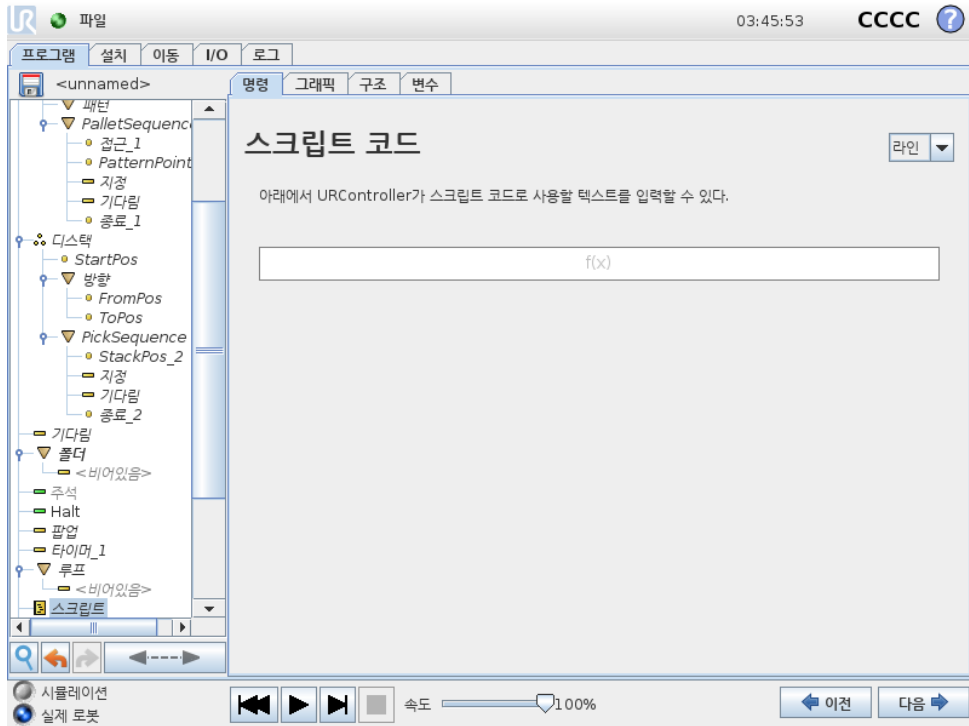 UR 파일 03:45:53 CCCC ?
프로그램 설치 이동 I/O 로그
<unnamed> 명령 그래픽 구조 변수
패턴
PalletSequenc
접근_1
PatternPoint
지정
기다림
종료_1
디스택
StartPos
방향
FromPos
ToPos
PickSequence
StackPos_2
지정
기다림
종료_2
기다림
폴더
<비어있음>
주석
Halt
팝업
타이머_1
루프
<비어있음>
스크립트
스크립트 코드
라인
아래에서 URController가 스크립트 코드로 사용할 텍스트를 입력할 수 있다.
f(x)
시뮬레이션
실제 로봇
속도 100%
이전 다음